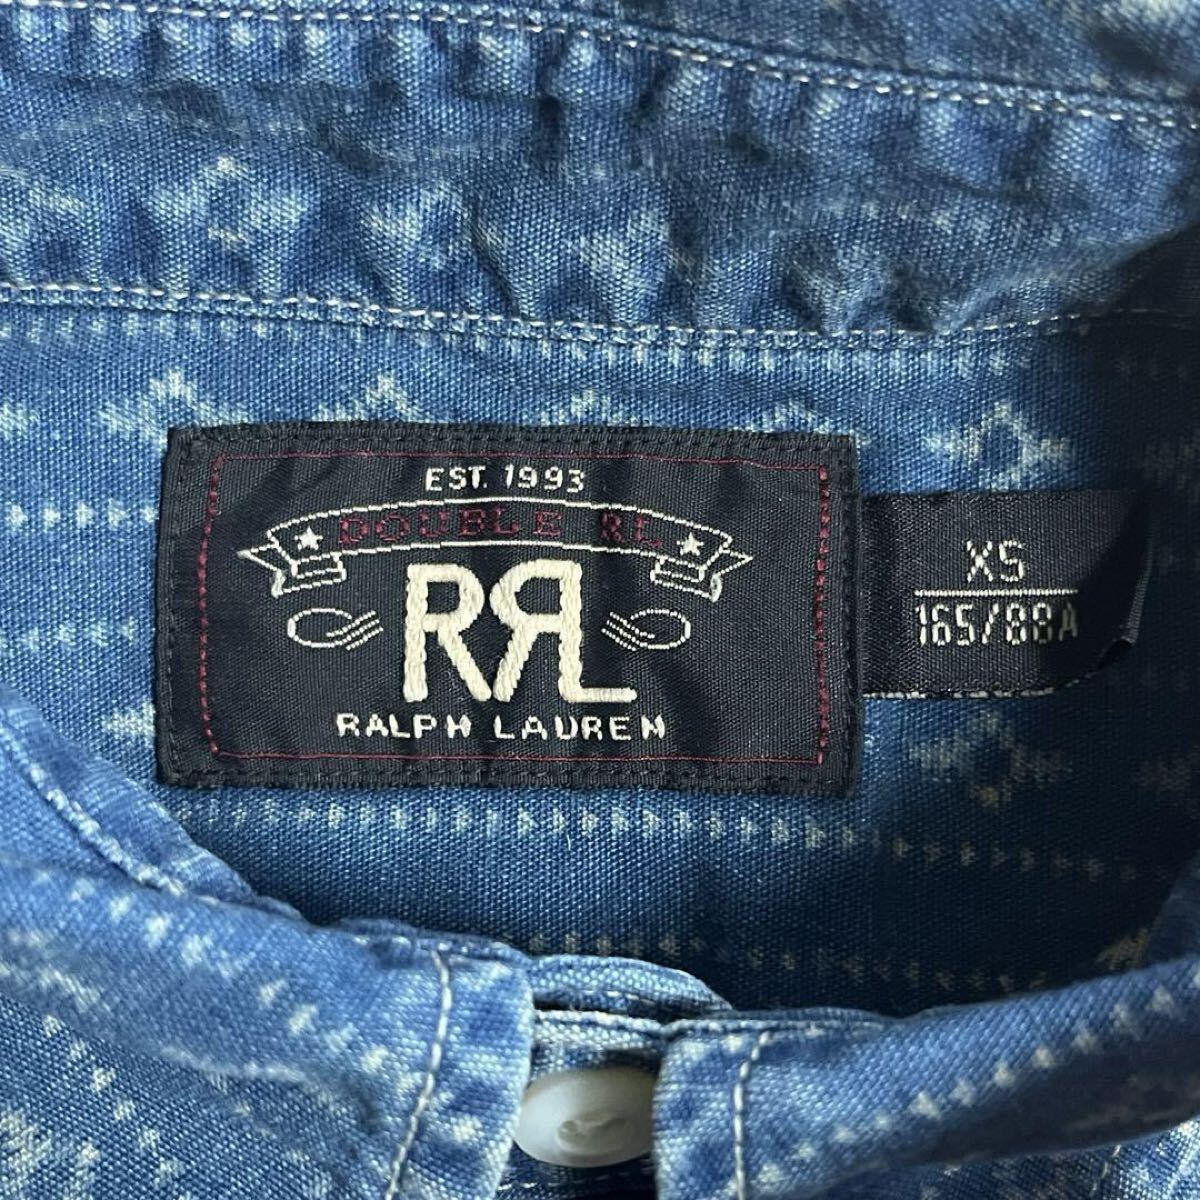 EST. 1993
DOUBLE RL
RRL
RALPH LAUREN
XS
165/88A